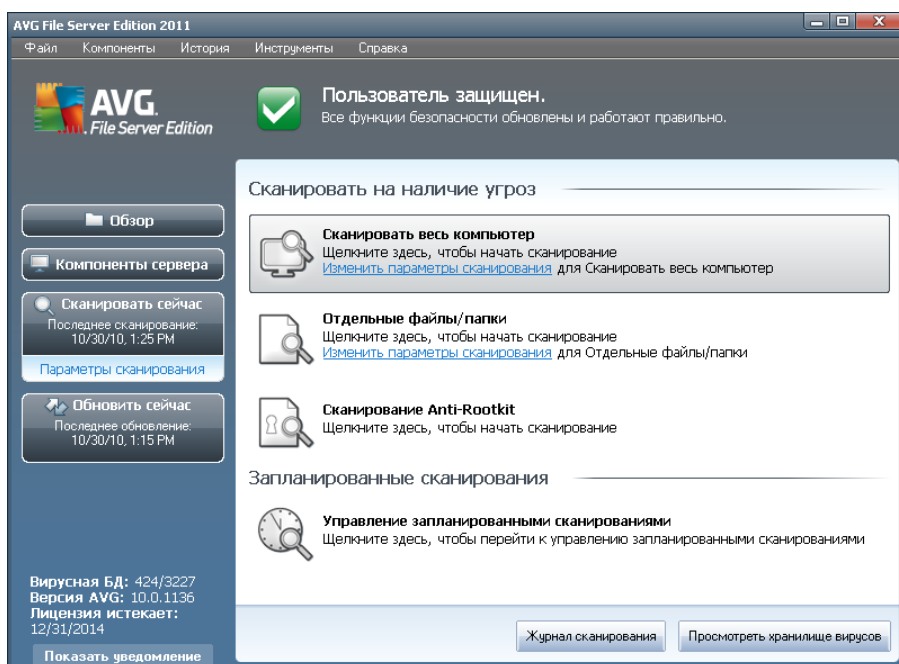 AVG File Server Edition 2011
Файл Компоненты История Инструменты Справка
AVG.
File Server Edition
Пользователь защищен.
Все функции безопасности обновлены и работают правильно.
Обзор
Компоненты сервера
Сканировать сейчас
Последнее сканирование:
10/30/10, 1:25 PM
Параметры сканирования
Обновить сейчас
Последнее обновление:
10/30/10, 1:15 PM
Вирусная БД: 424/3227
Версия AVG: 10.0.1136
Лицензия истекает:
12/31/2014
Показать уведомление
Сканировать на наличие угроз
Сканировать весь компьютер
Щелкните здесь, чтобы начать сканирование
Изменить параметры сканирования для Сканировать весь компьютер
Отдельные файлы/папки
Щелкните здесь, чтобы начать сканирование
Изменить параметры сканирования для Отдельные файлы/папки
Сканирование Anti-Rootkit
Щелкните здесь, чтобы начать сканирование
Запланированные сканирования
Управление запланированными сканированиями
Щелкните здесь, чтобы перейти к управлению запланированными сканированиями
Журнал сканирования
Просмотреть хранилище вирусов